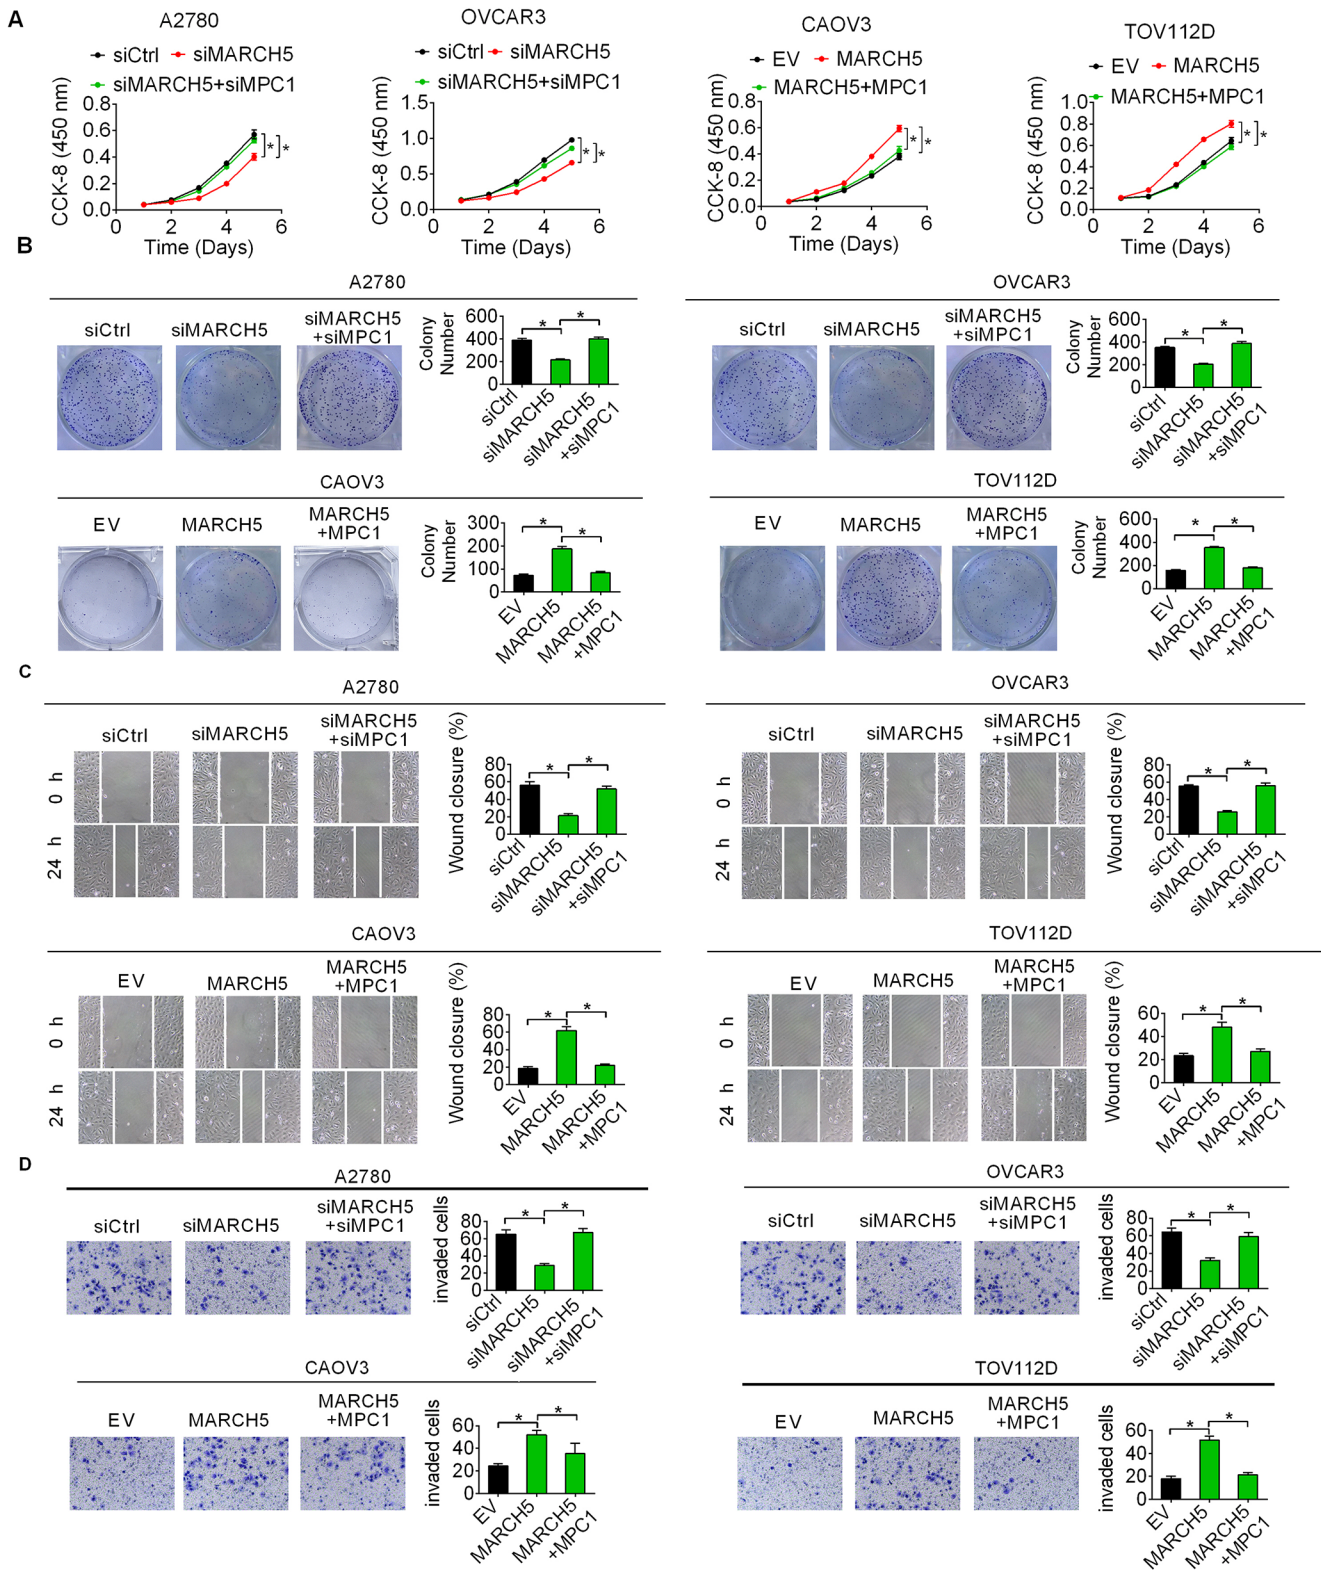 A
A2780
siCtrl siMARCH5
siMARCH5+siMPC1
CCK-8 (450 nm)
0.8
0.6
0.4
0.2
0.0
0 2 4 6
Time (Days)
* *
OVCAR3
siCtrl siMARCH5
siMARCH5+siMPC1
CCK-8 (450 nm)
1.5
1.0
0.5
0.0
0 2 4 6
Time (Days)
* *
CAOV3
EV MARCH5
MARCH5+MPC1
CCK-8 (450 nm)
0.8
0.6
0.4
0.2
0.0
0 2 4 6
Time (Days)
* *
TOV112D
EV MARCH5
MARCH5+MPC1
CCK-8 (450 nm)
1.0
0.8
0.6
0.4
0.2
0.0
0 2 4 6
Time (Days)
* *
B
A2780
siCtrl siMARCH5 siMARCH5
+siMPC1
Colony
Number
600
400
200
0
* *
siCtrl
siMARCH5
siMARCH5
+siMPC1
OVCAR3
siCtrl siMARCH5 siMARCH5
+siMPC1
Colony
Number
600
400
200
0
* *
siCtrl
siMARCH5
siMARCH5
+siMPC1
CAOV3
EV MARCH5 MARCH5
+MPC1
Colony
Number
300
200
100
0
* *
EV
MARCH5
MARCH5
+MPC1
TOV112D
EV MARCH5 MARCH5
+MPC1
Colony
Number
600
400
200
0
* *
EV
MARCH5
MARCH5
+MPC1
C
A2780
siCtrl siMARCH5 siMARCH5
+siMPC1
0 h
24 h
Wound closure (%)
80
60
40
20
0
* *
siCtrl
siMARCH5
siMARCH5
+siMPC1
OVCAR3
siCtrl siMARCH5 siMARCH5
+siMPC1
0 h
24 h
Wound closure (%)
80
60
40
20
0
* *
siCtrl
siMARCH5
siMARCH5
+siMPC1
CAOV3
EV MARCH5 MARCH5
+MPC1
0 h
24 h
Wound closure (%)
80
60
40
20
0
* *
EV
MARCH5
MARCH5
+MPC1
TOV112D
EV MARCH5 MARCH5
+MPC1
0 h
24 h
Wound closure (%)
60
40
20
0
* *
EV
MARCH5
MARCH5
+MPC1
D
A2780
siCtrl siMARCH5 siMARCH5
+siMPC1
invaded cells
80
60
40
20
0
* *
siCtrl
siMARCH5
siMARCH5
+siMPC1
OVCAR3
siCtrl siMARCH5 siMARCH5
+siMPC1
invaded cells
80
60
40
20
0
* *
siCtrl
siMARCH5
siMARCH5
+siMPC1
CAOV3
EV MARCH5 MARCH5
+MPC1
invaded cells
60
40
20
0
* *
EV
MARCH5
MARCH5
+MPC1
TOV112D
EV MARCH5 MARCH5
+MPC1
invaded cells
60
40
20
0
* *
EV
MARCH5
MARCH5
+MPC1